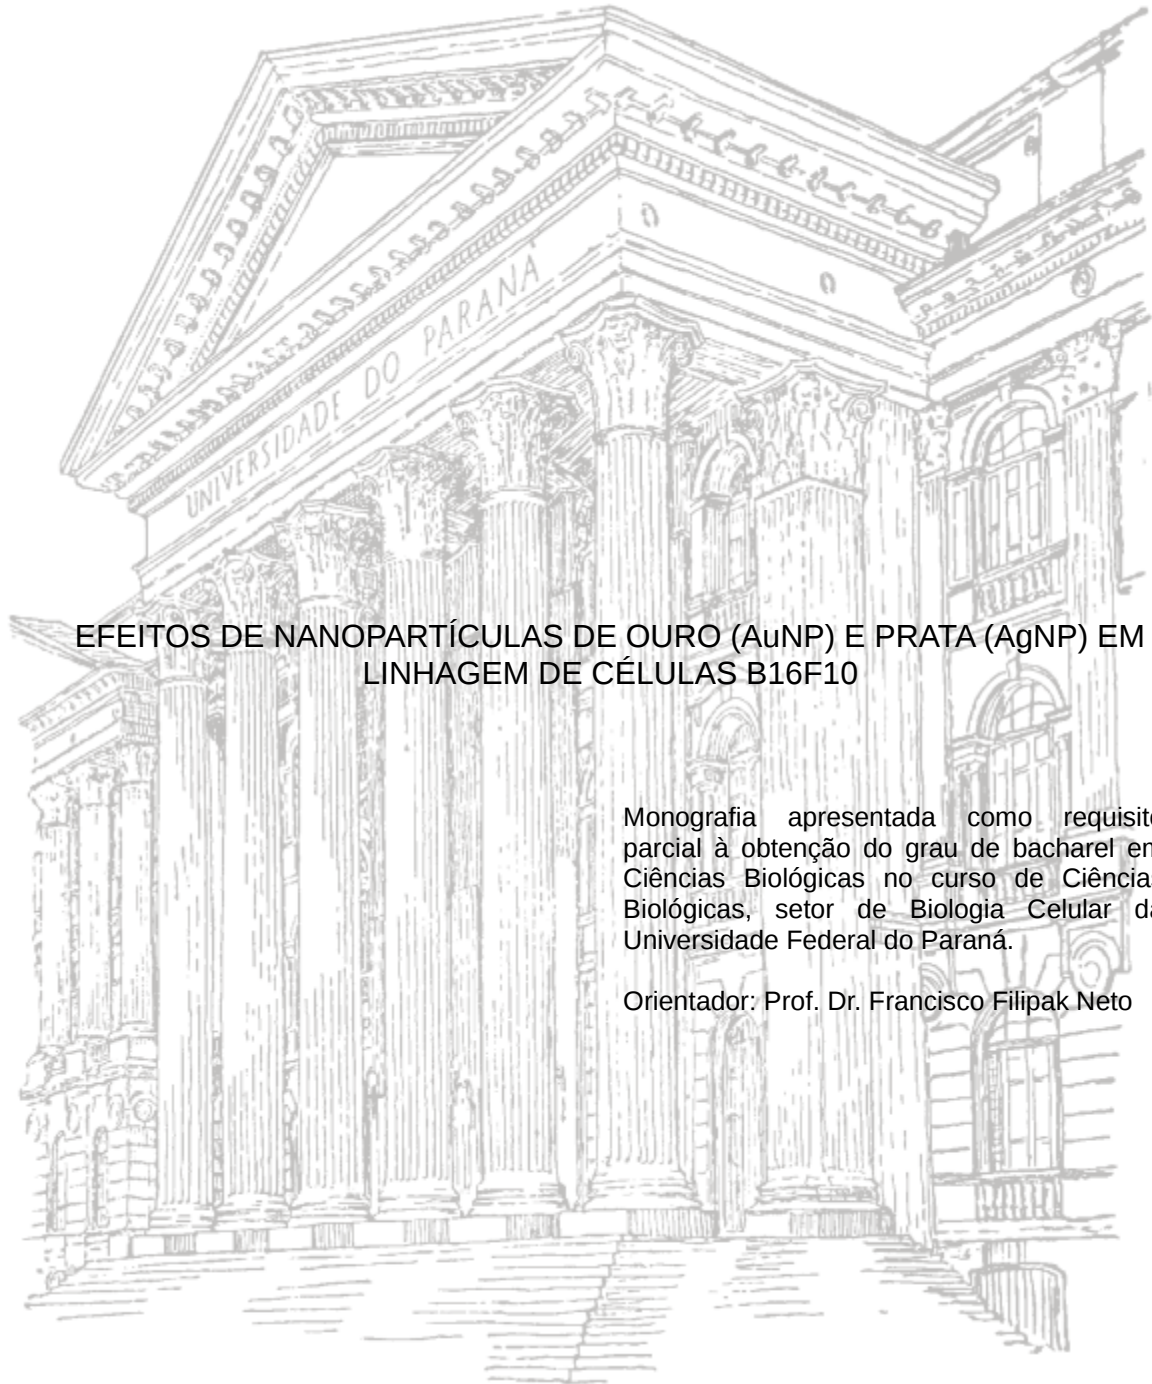 UNIVERSIDADE DO PARANÁ
EFEITOS DE NANOPARTÍCULAS DE OURO (AuNP) E PRATA (AgNP) EM
LINHAGEM DE CÉLULAS B16F10
Monografia apresentada como requisito
parcial à obtenção do grau de bacharel em
Ciências Biológicas no curso de Ciências
Biológicas, setor de Biologia Celular da
Universidade Federal do Paraná.
Orientador: Prof. Dr. Francisco Filipak Neto